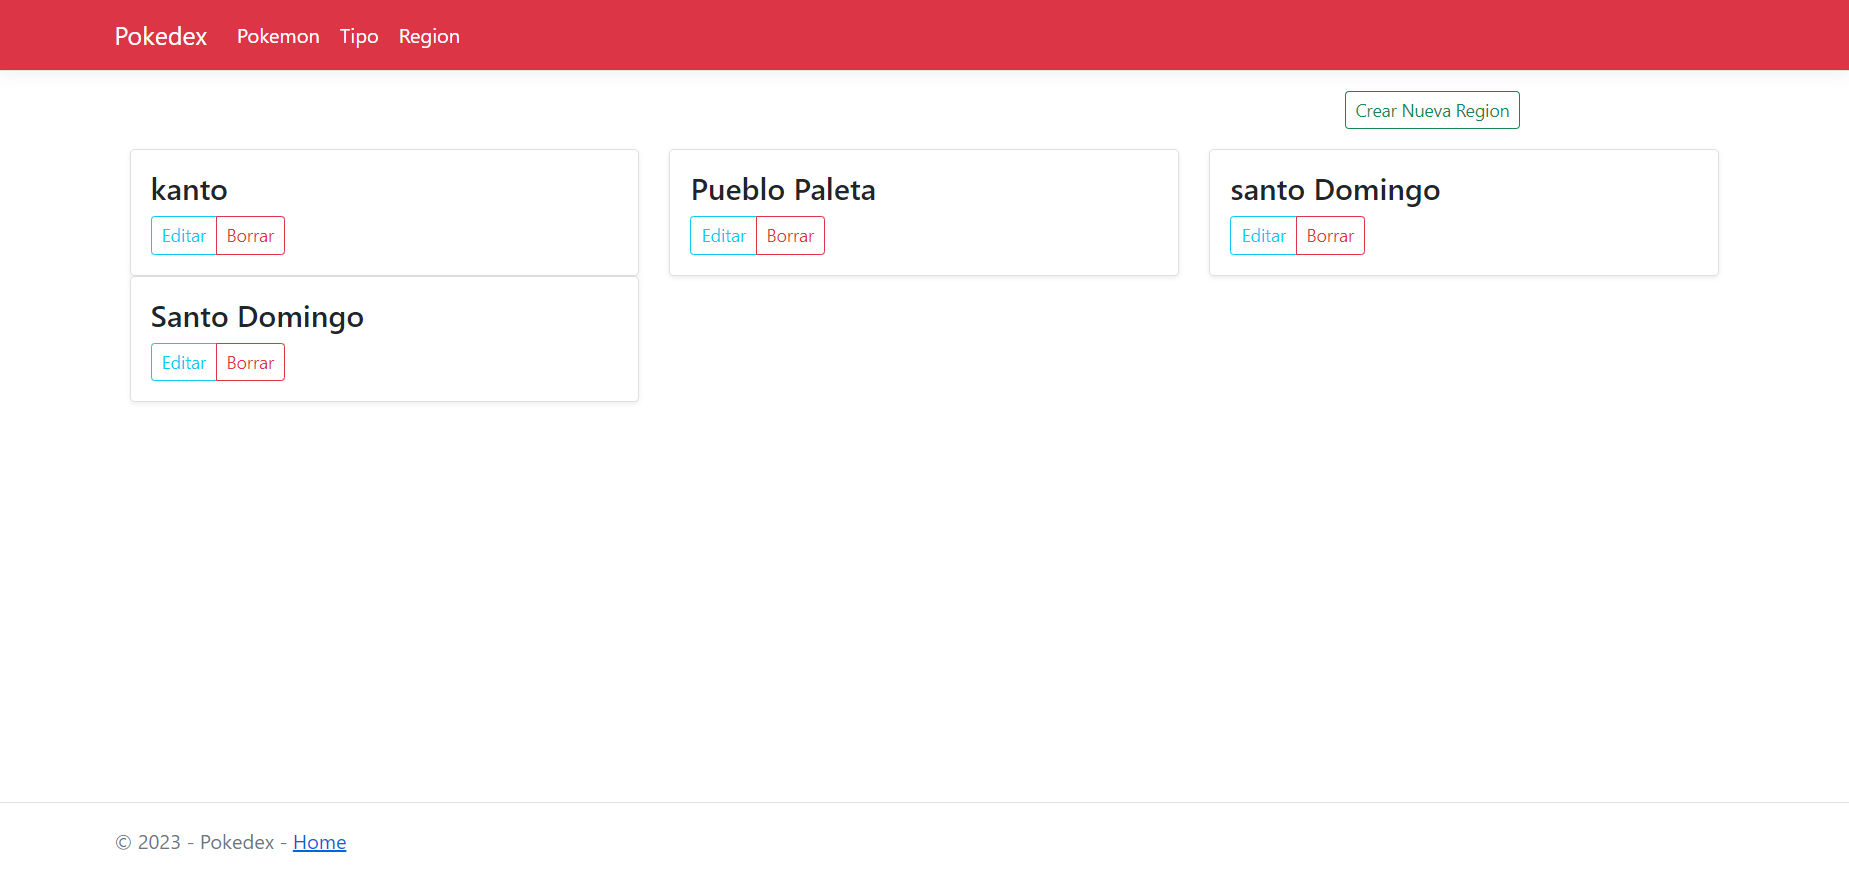 Pokedex Pokemon Tipo Region
Crear Nueva Region
kanto
Editar Borrar
Pueblo Paleta
Editar Borrar
santo Domingo
Editar Borrar
Santo Domingo
Editar Borrar
© 2023 - Pokedex - Home